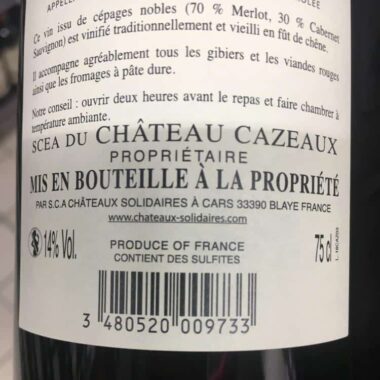 Ce vin issu de cépages nobles (70 % Merlot, 30 % Cabernet
Sauvignon) est vinifié traditionnellement et vieilli en fût de chêne.
Il accompagne agréablement tous les gibiers et les viandes rouges
ainsi que les fromages à pâte dure.
Notre conseil : ouvrir deux heures avant le repas et faire chambrer à
température ambiante.
SCEA DU CHÂTEAU CAZEAUX
PROPRIÉTAIRE
MIS EN BOUTEILLE À LA PROPRIÉTÉ
PAR S.C.A CHÂTEAUX SOLIDAIRES À CARS 33390 BLAYE FRANCE
www.chateaux-solidaires.com
14% Vol.
PRODUCE OF FRANCE
CONTIENT DES SULFITES
75 cl
3 480520 009733